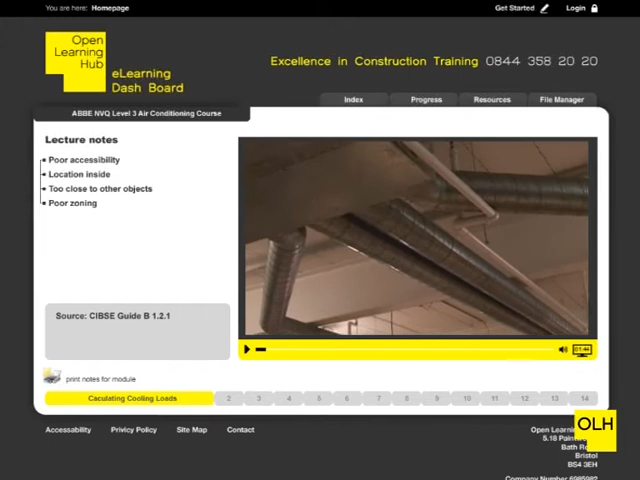 You are here: Homepage
Get Started
Login
Open
Learning
Hub
eLearning
Dash Board
Excellence in Construction Training 0844 358 20 20
Index
Progress
Resources
File Manager
ABBE NVQ Level 3 Air Conditioning Course
Lecture notes
Poor accessibility
Location inside
Too close to other objects
Poor zoning
Source: CIBSE Guide B 1.2.1
print notes for module
Caculating Cooling Loads
2 3 4 5 6 7 8 9 10 11 12 13 14
Accessability
Privacy Policy
Site Map
Contact
OLH
Open
5.18
Bath
Bristol
BS4 3EH
Company Number 6985982